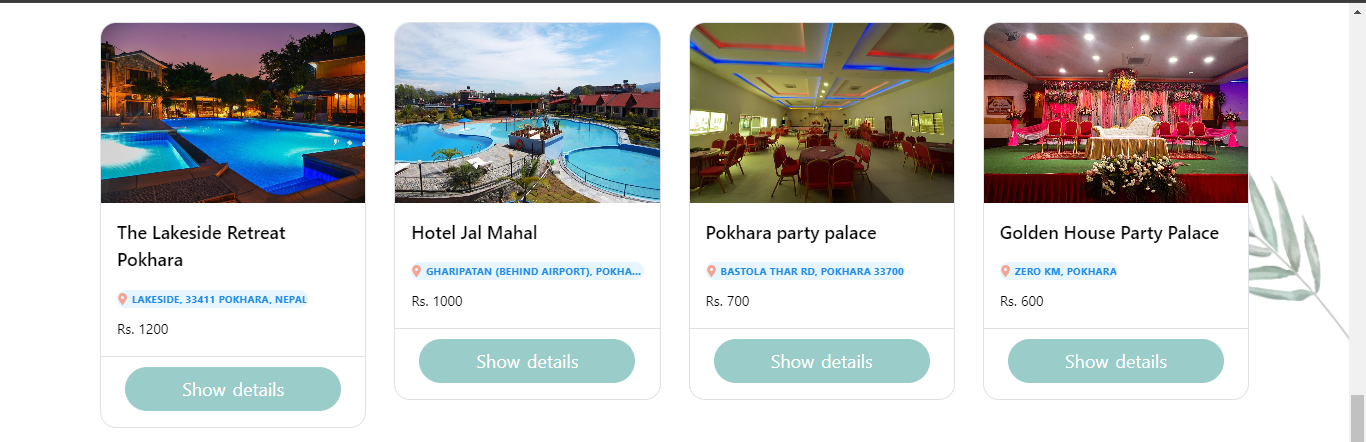 The Lakeside Retreat
Pokhara
LAKESIDE, 33411 POKHARA, NEPAL
Rs. 1200
Show details
Hotel Jal Mahal
GHARIPATAN (BEHIND AIRPORT), POKHA...
Rs. 1000
Show details
Pokhara party palace
BASTOLA THAR RD, POKHARA 33700
Rs. 700
Show details
Golden House Party Palace
ZERO KM, POKHARA
Rs. 600
Show details